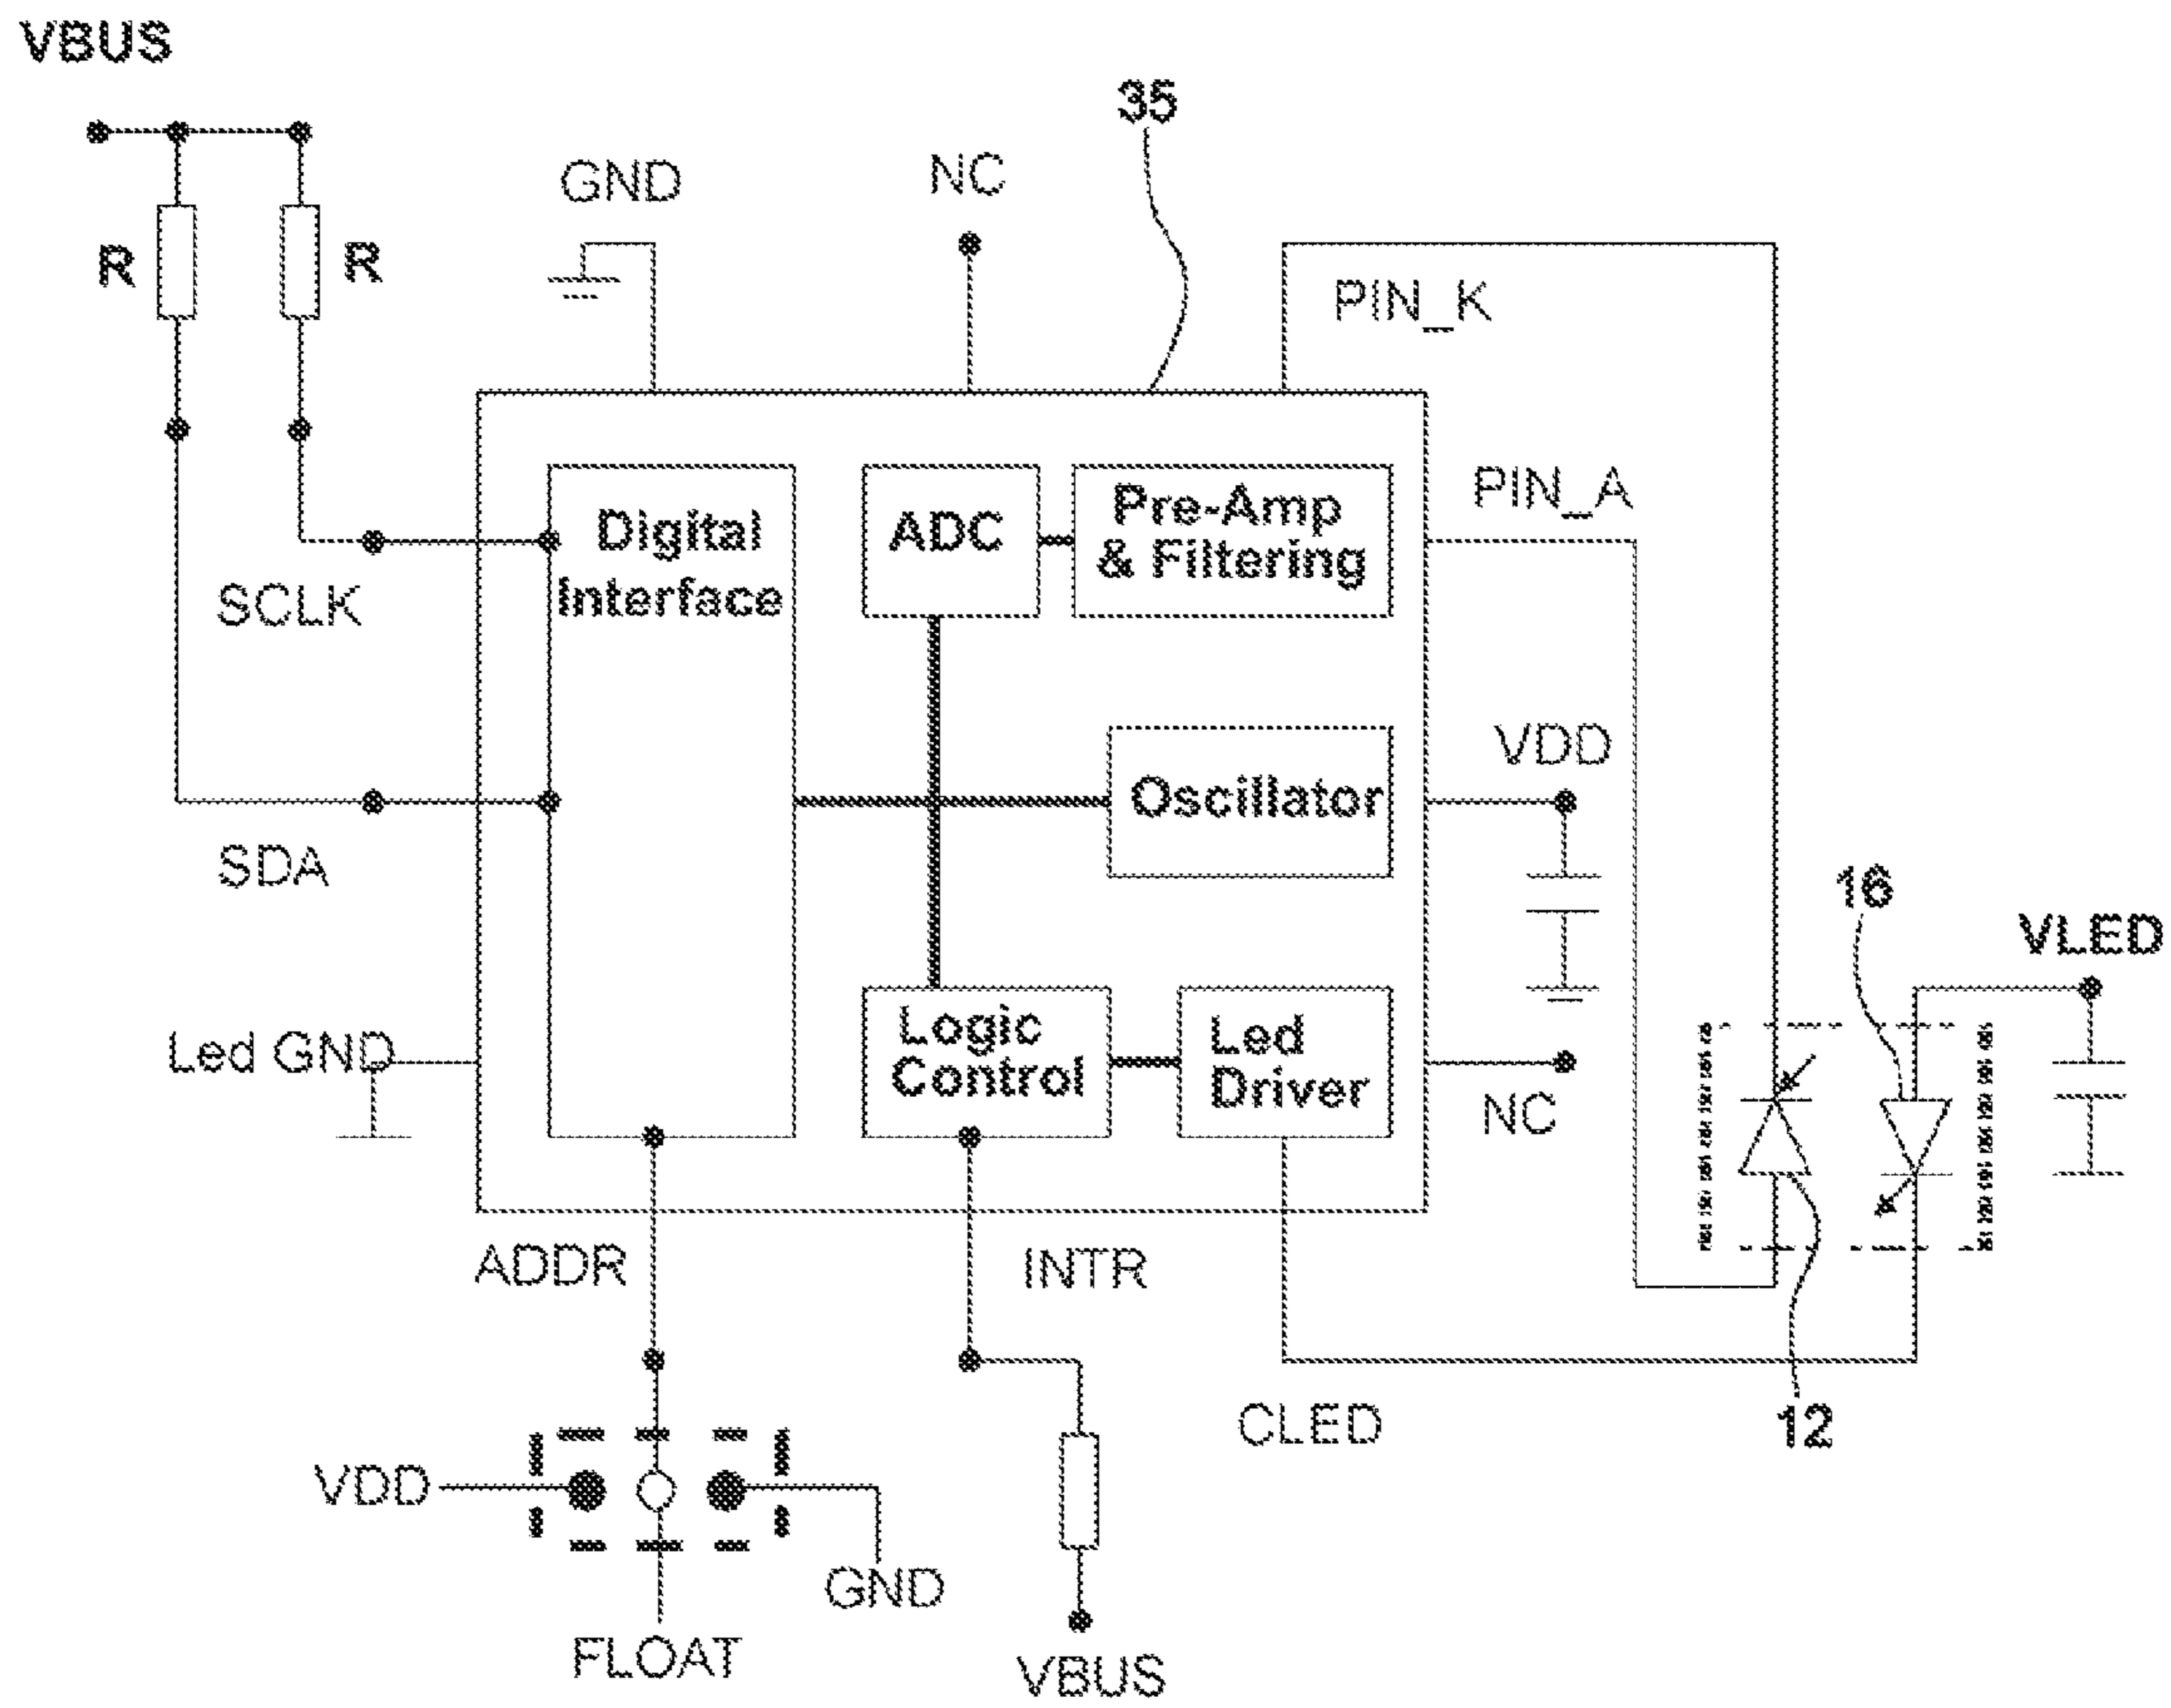 VBUS
35
GND
NC
R
R
PIN_K
PIN_A
Digital
Interface
ADC
Pre-Amp
& Filtering
SCLK
VDD
Oscillator
SDA
16
VLED
Led GND
Logic
Control
Led
Driver
NC
ADDR
INTR
CLED
12
VDD
GND
FLOAT
VBUS